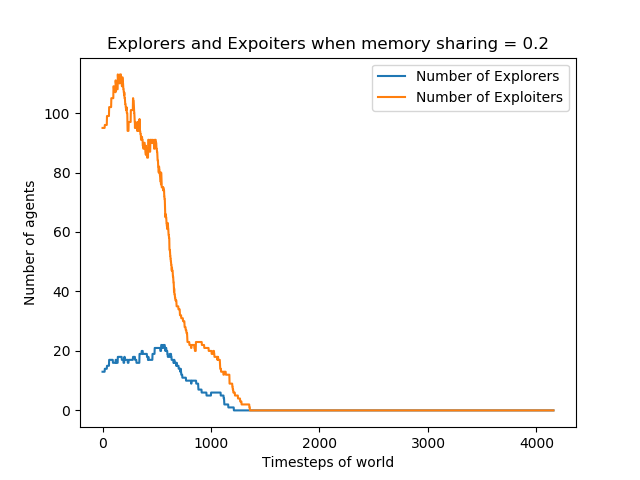 Explorers and Expoiters when memory sharing = 0.2
Number of Explorers
Number of Exploiters
Number of agents
100
80
60
40
20
0
0 1000 2000 3000 4000
Timesteps of world